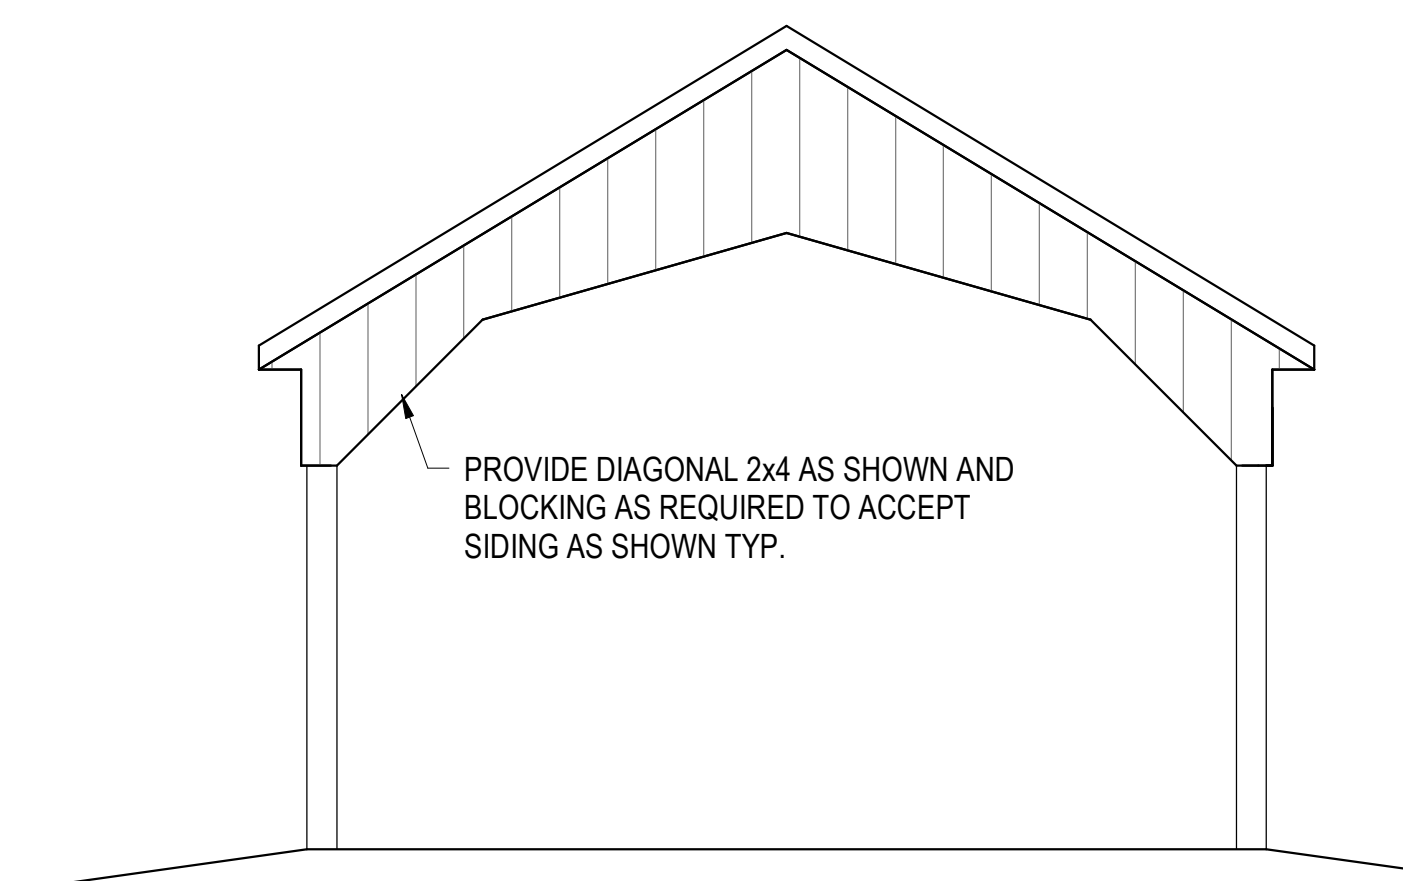 PROVIDE DIAGONAL 2x4 AS SHOWN AND
BLOCKING AS REQUIRED TO ACCEPT
SIDING AS SHOWN TYP.